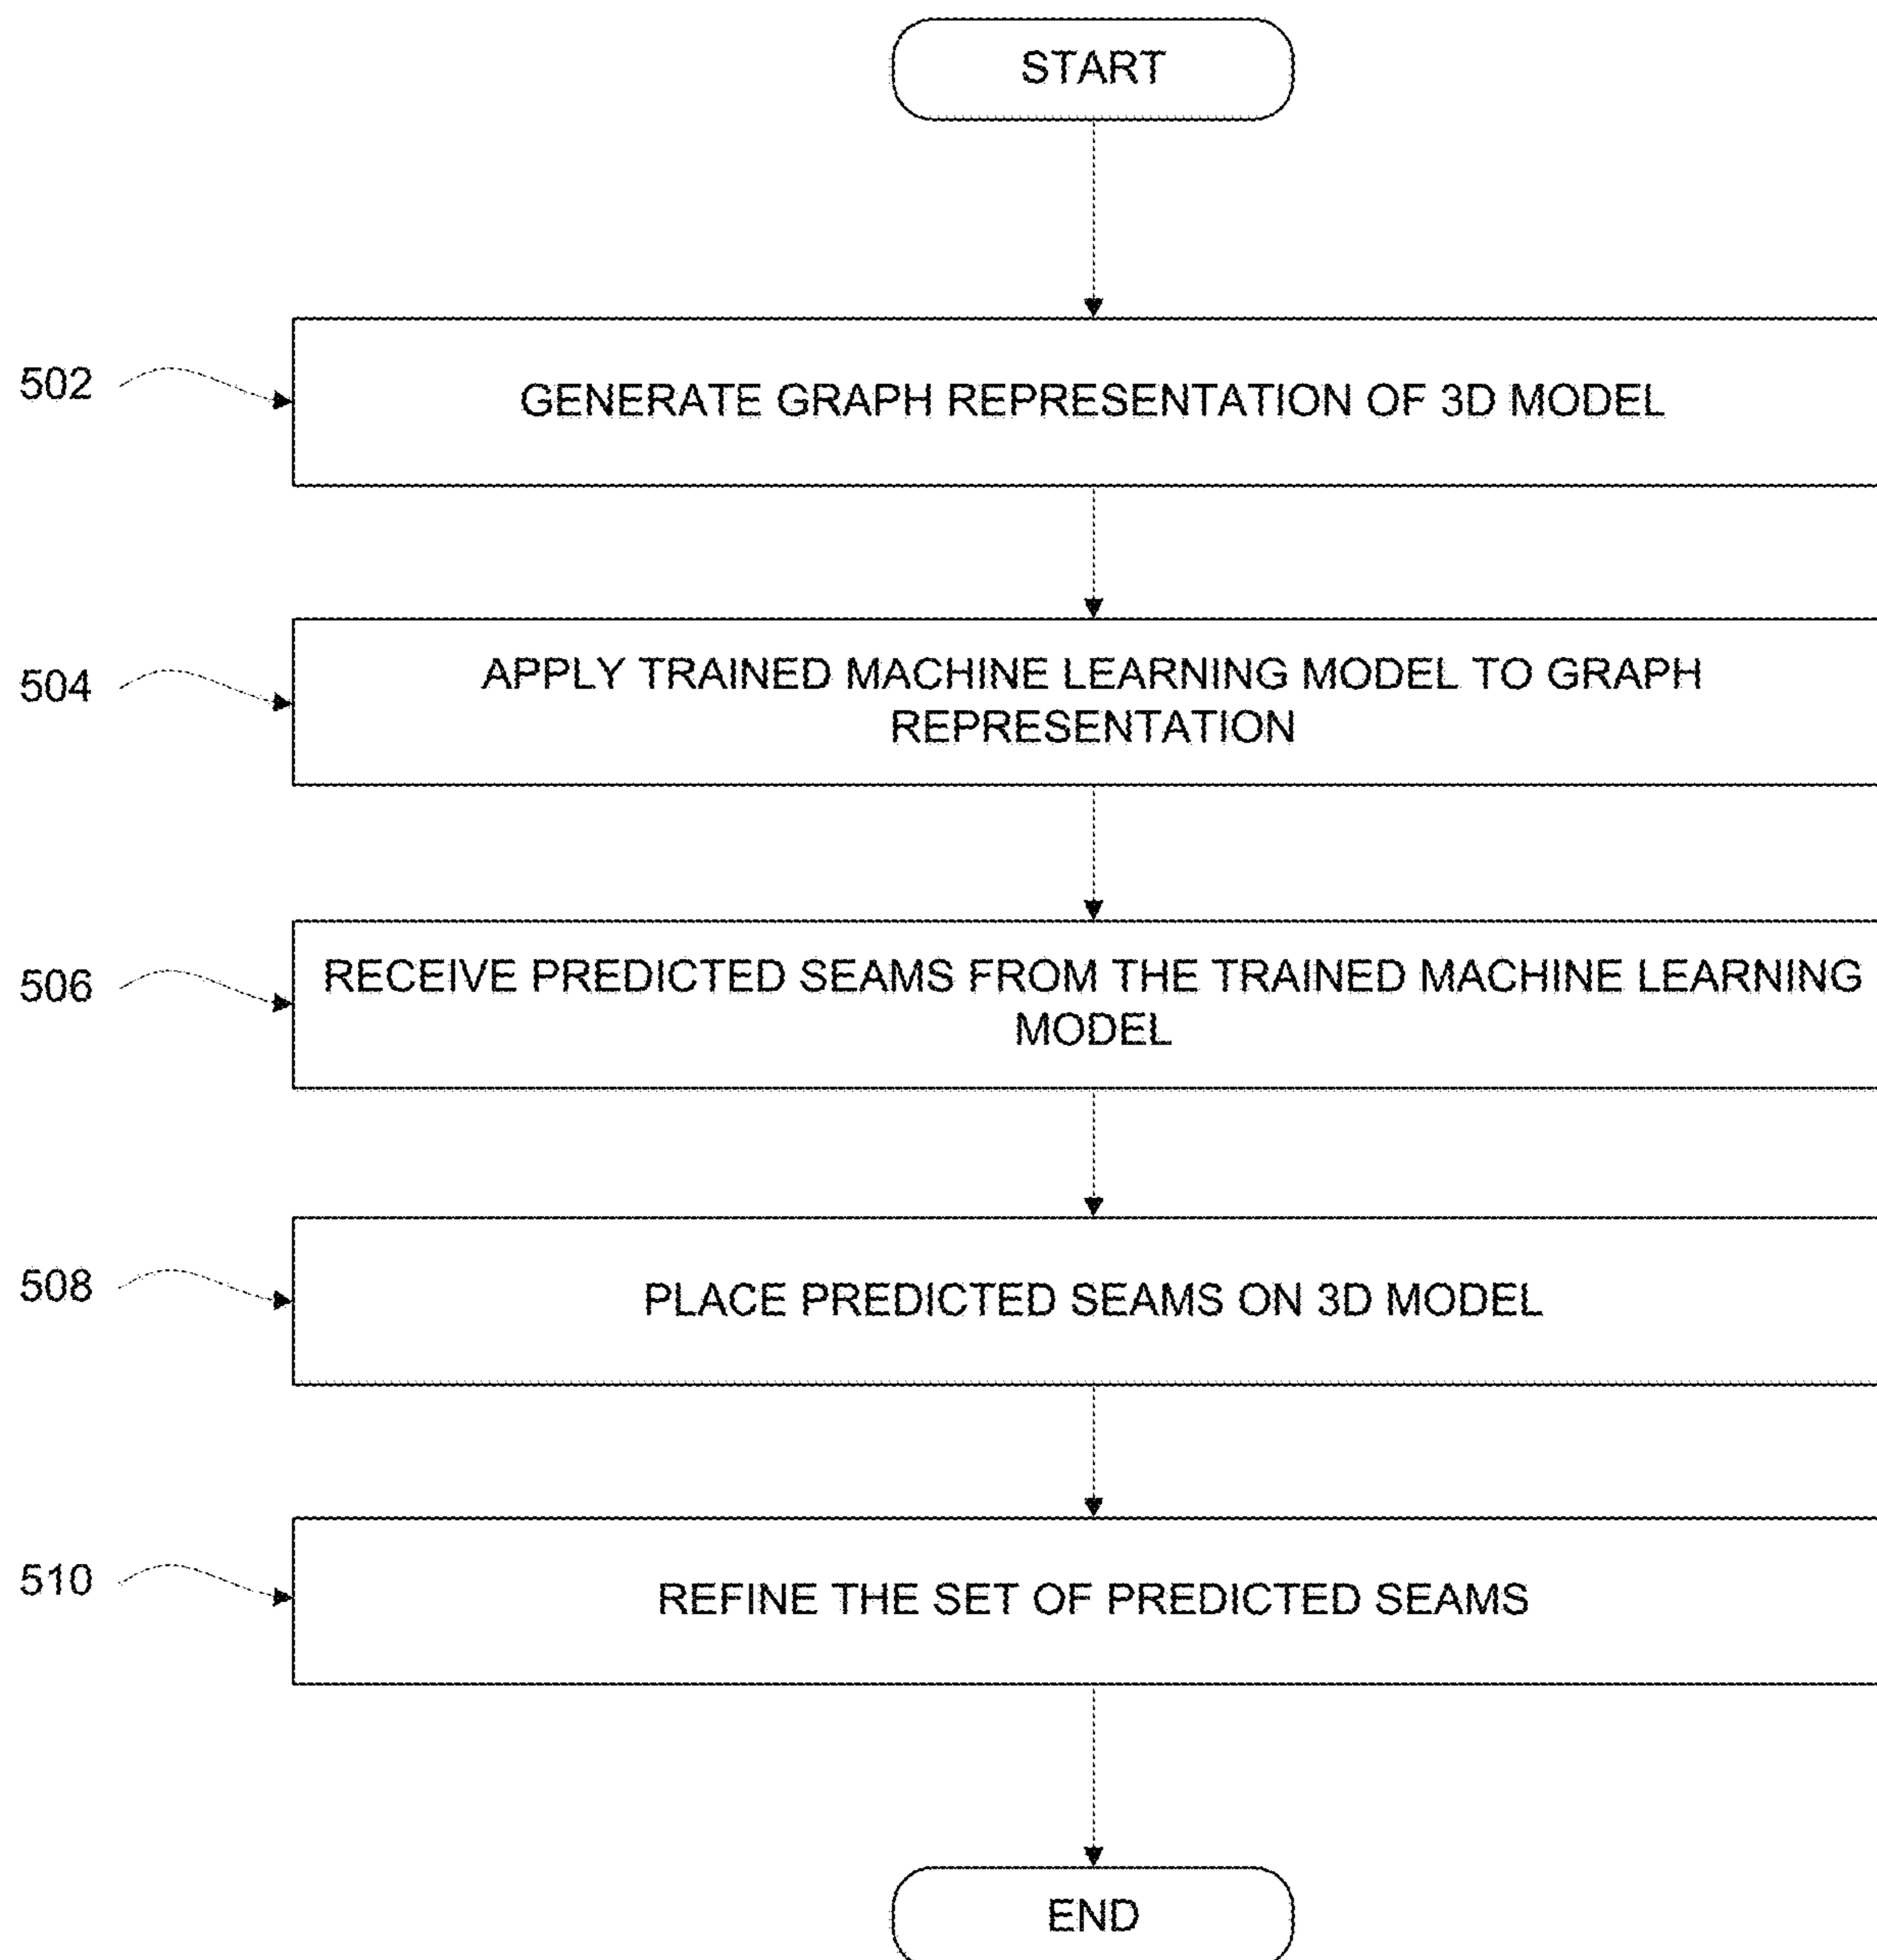 START
502
GENERATE GRAPH REPRESENTATION OF 3D MODEL
504
APPLY TRAINED MACHINE LEARNING MODEL TO GRAPH
REPRESENTATION
506
RECEIVE PREDICTED SEAMS FROM THE TRAINED MACHINE LEARNING
MODEL
508
PLACE PREDICTED SEAMS ON 3D MODEL
510
REFINE THE SET OF PREDICTED SEAMS
END